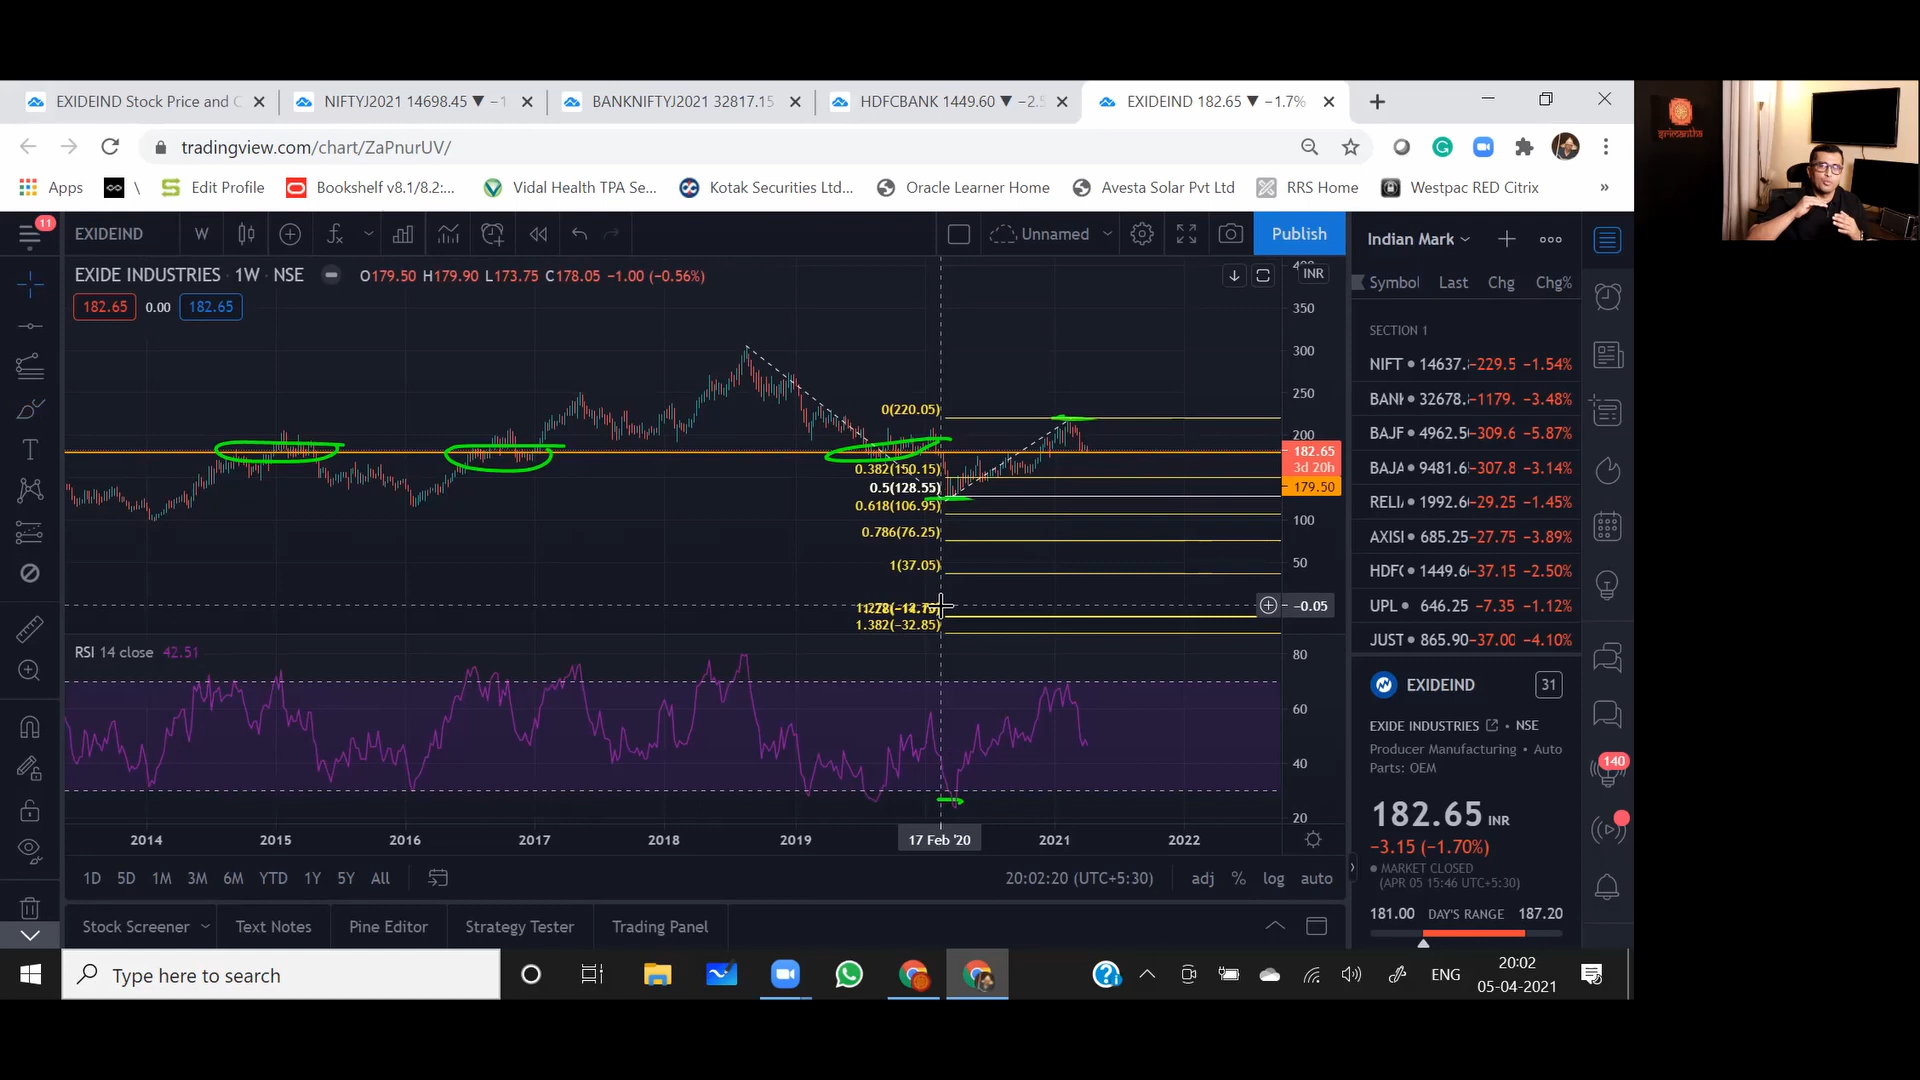 EXIDEIND Stock Price and C
NIFTYJ2021 14698.45 ▼ −1
BANKNIFTYJ2021 32817.15
HDFCBANK 1449.60 ▼ −2.5
EXIDEIND 182.65 ▼ −1.7%
tradingview.com/chart/ZaPnurUV/
Apps
\
Edit Profile
Bookshelf v8.1/8.2:...
Vidal Health TPA Se...
Kotak Securities Ltd...
Oracle Learner Home
Avesta Solar Pvt Ltd
RRS Home
Westpac RED Citrix
»
srimantha
11
EXIDEIND
W
Unnamed
Publish
Indian Mark
EXIDE INDUSTRIES · 1W · NSE
O179.50 H179.90 L173.75 C178.05 −1.00 (−0.56%)
182.65 0.00 182.65
INR
400
350
300
250
200
182.65
3d 20h
179.50
100
50
−0.05
0(220.05)
0.382(150.15)
0.5(128.55)
0.618(106.95)
0.786(76.25)
1(37.05)
1.382(−32.85)
RSI 14 close 42.51
80
60
40
20
2014
2015
2016
2017
2018
2019
17 Feb '20
2021
2022
1D 5D 1M 3M 6M YTD 1Y 5Y All
20:02:20 (UTC+5:30)
adj % log auto
Stock Screener
Text Notes
Pine Editor
Strategy Tester
Trading Panel
Symbol Last Chg Chg%
SECTION 1
NIFT 14637. −229.5 −1.54%
BANK 32678. −1179. −3.48%
BAJF 4962.5 −309.6 −5.87%
BAJA 9481.6 −307.8 −3.14%
RELI 1992.6 −29.25 −1.45%
AXISI 685.25 −27.75 −3.89%
HDFC 1449.6 −37.15 −2.50%
UPL 646.25 −7.35 −1.12%
JUST 865.90 −37.00 −4.10%
EXIDEIND
31
EXIDE INDUSTRIES · NSE
Producer Manufacturing · Auto
Parts: OEM
140
182.65 INR
−3.15 (−1.70%)
MARKET CLOSED
(APR 05 15:46 UTC+5:30)
181.00 DAY'S RANGE 187.20
Type here to search
ENG
20:02
05-04-2021